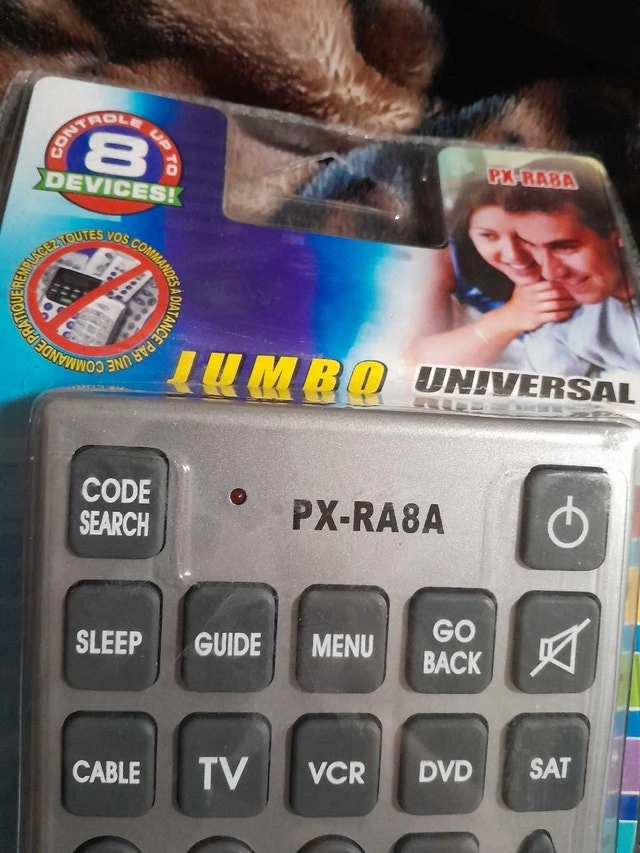 CONTROLE UP TO
8
DEVICES!
PX-RA8A
REMPLACEZ TOUTES VOS COMMANDES À DIATANCE PAR UNE COMMANDE PRATIQUE
JUMBO UNIVERSAL
CODE
SEARCH
PX-RA8A
SLEEP
GUIDE
MENU
GO
BACK
CABLE
TV
VCR
DVD
SAT